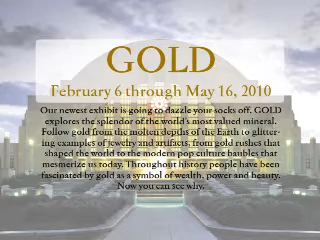 GOLD
February 6 through May 16, 2010
Our newest exhibit is going to dazzle your socks off. GOLD
explores the splendor of the world's most valued mineral.
Follow gold from the molten depths of the Earth to glitter-
ing examples of jewelry and artifacts, from gold rushes that
shaped the world to the modern pop culture baubles that
mesmerize us today. Throughout history people have been
fascinated by gold as a symbol of wealth, power and beauty.
Now you can see why.